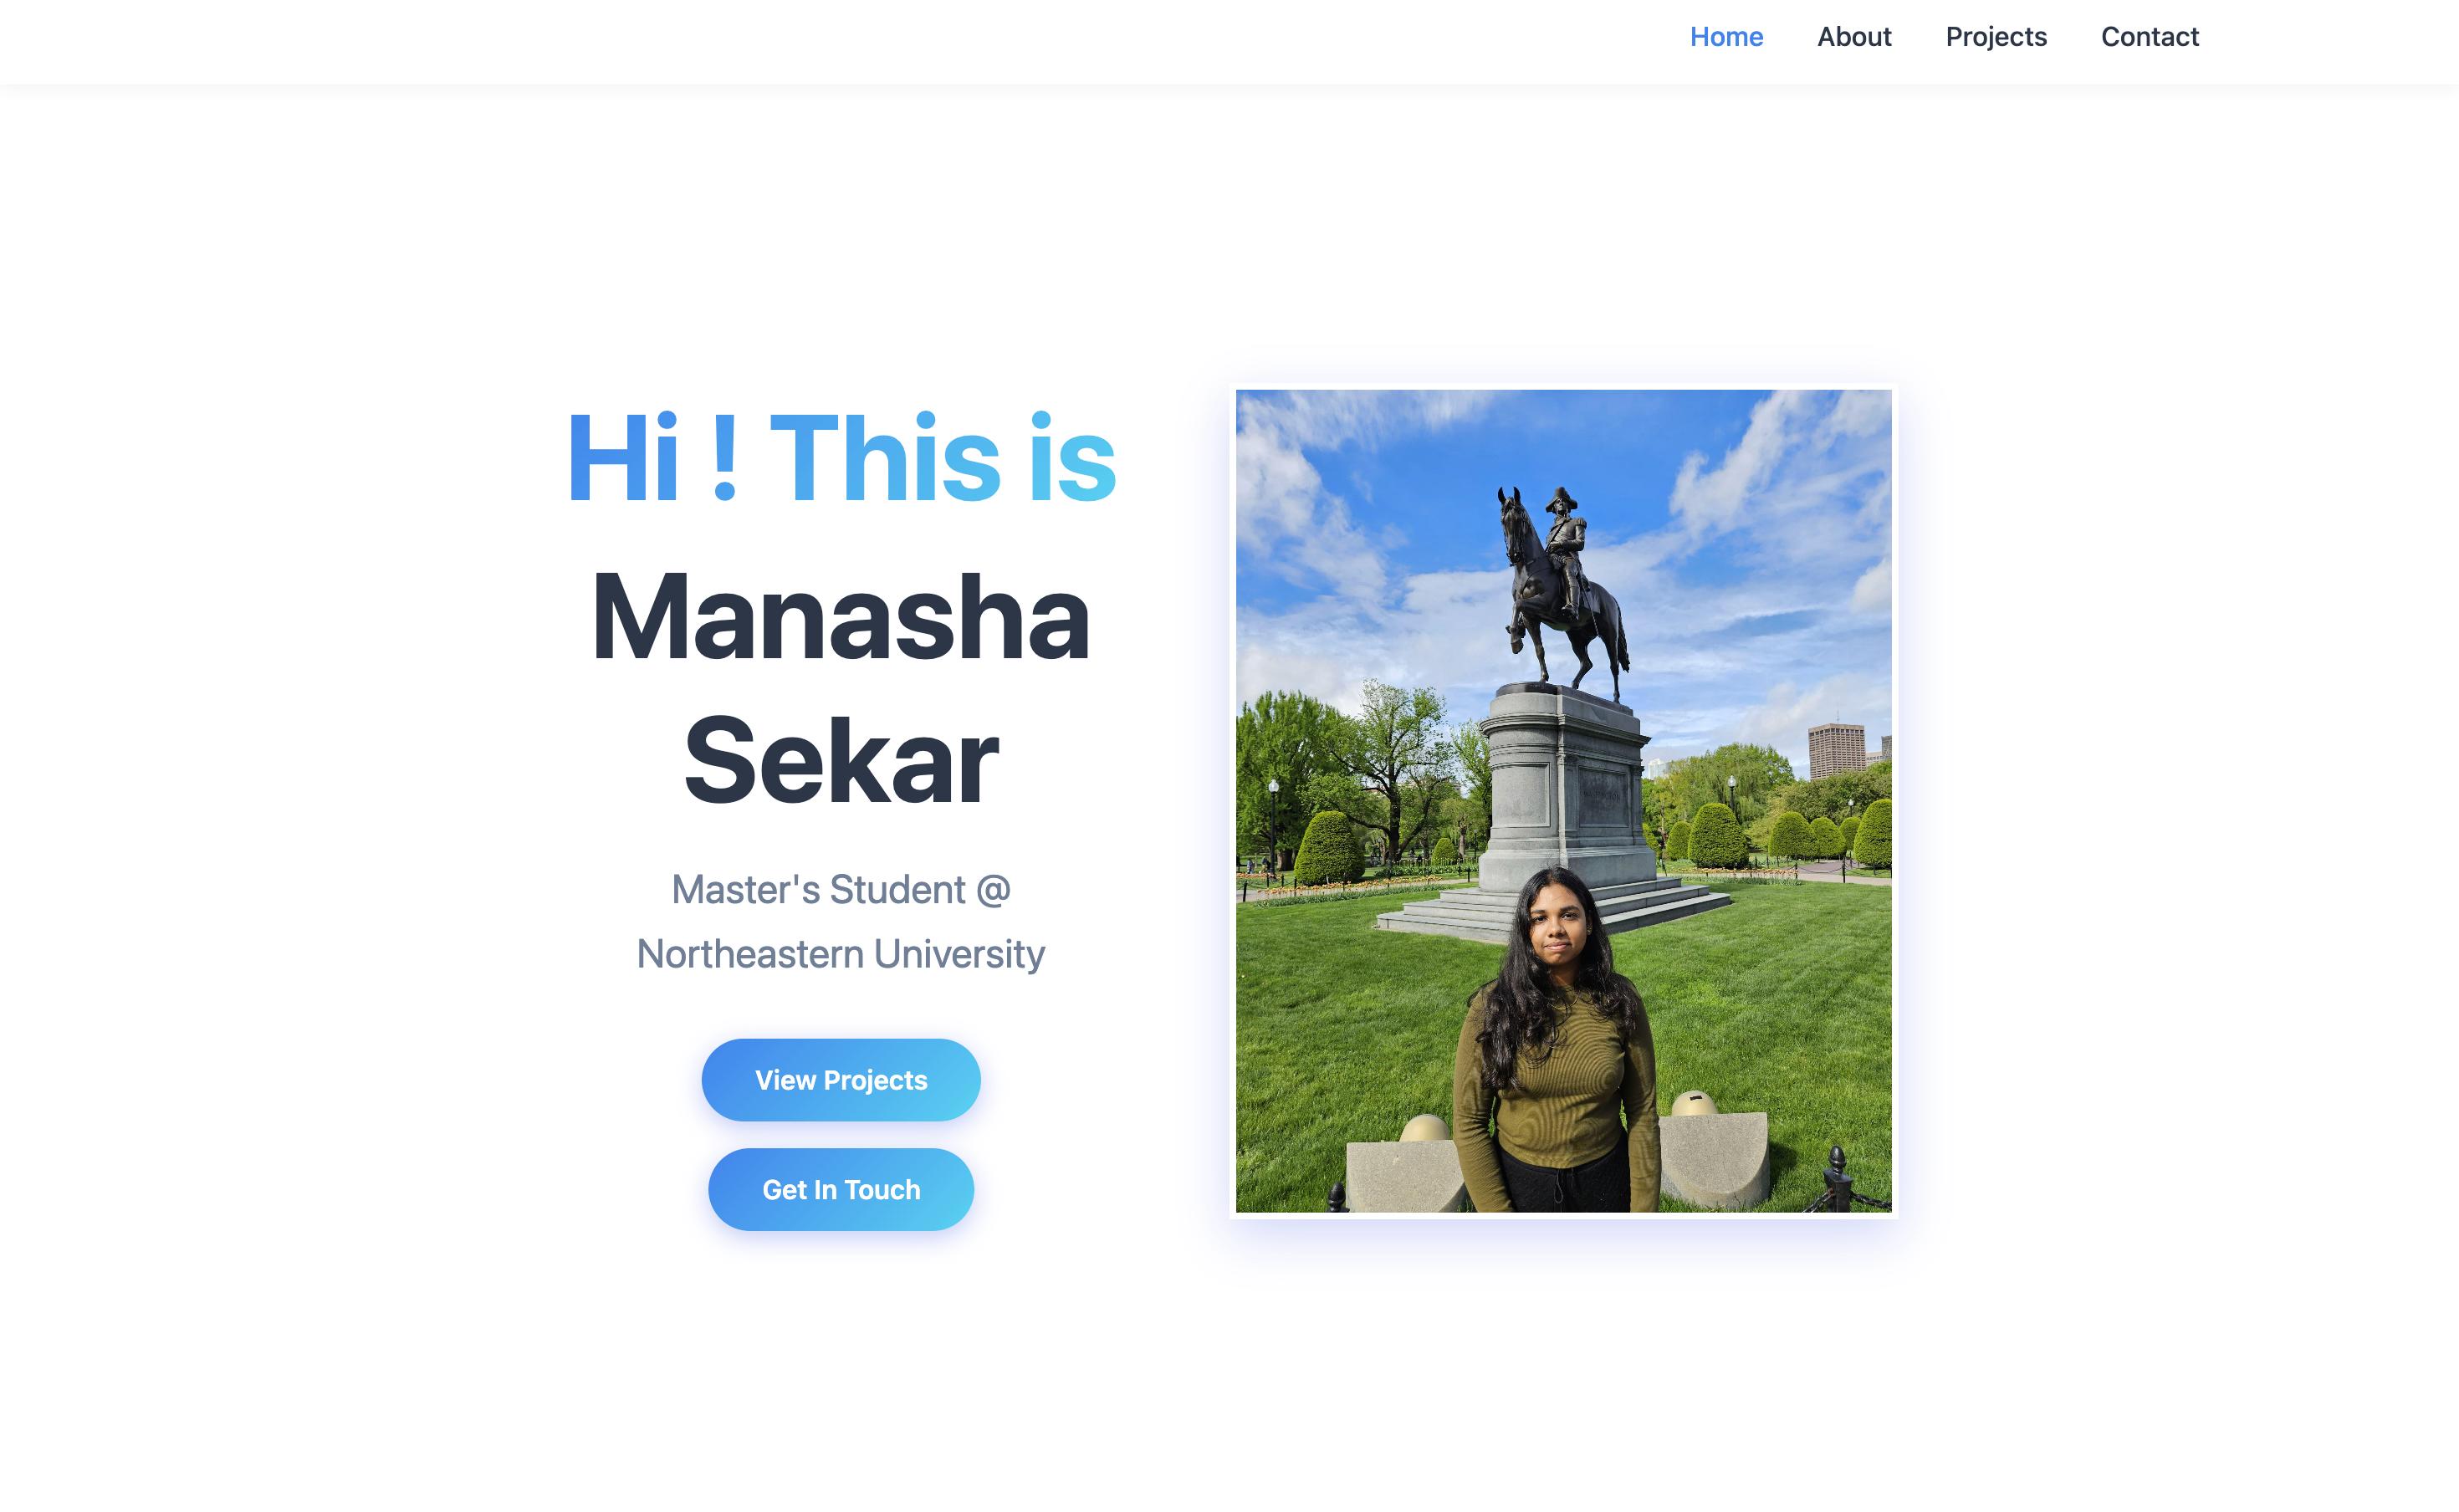 Home About Projects Contact
Hi ! This is
Manasha
Sekar
Master's Student @
Northeastern University
View Projects
Get In Touch